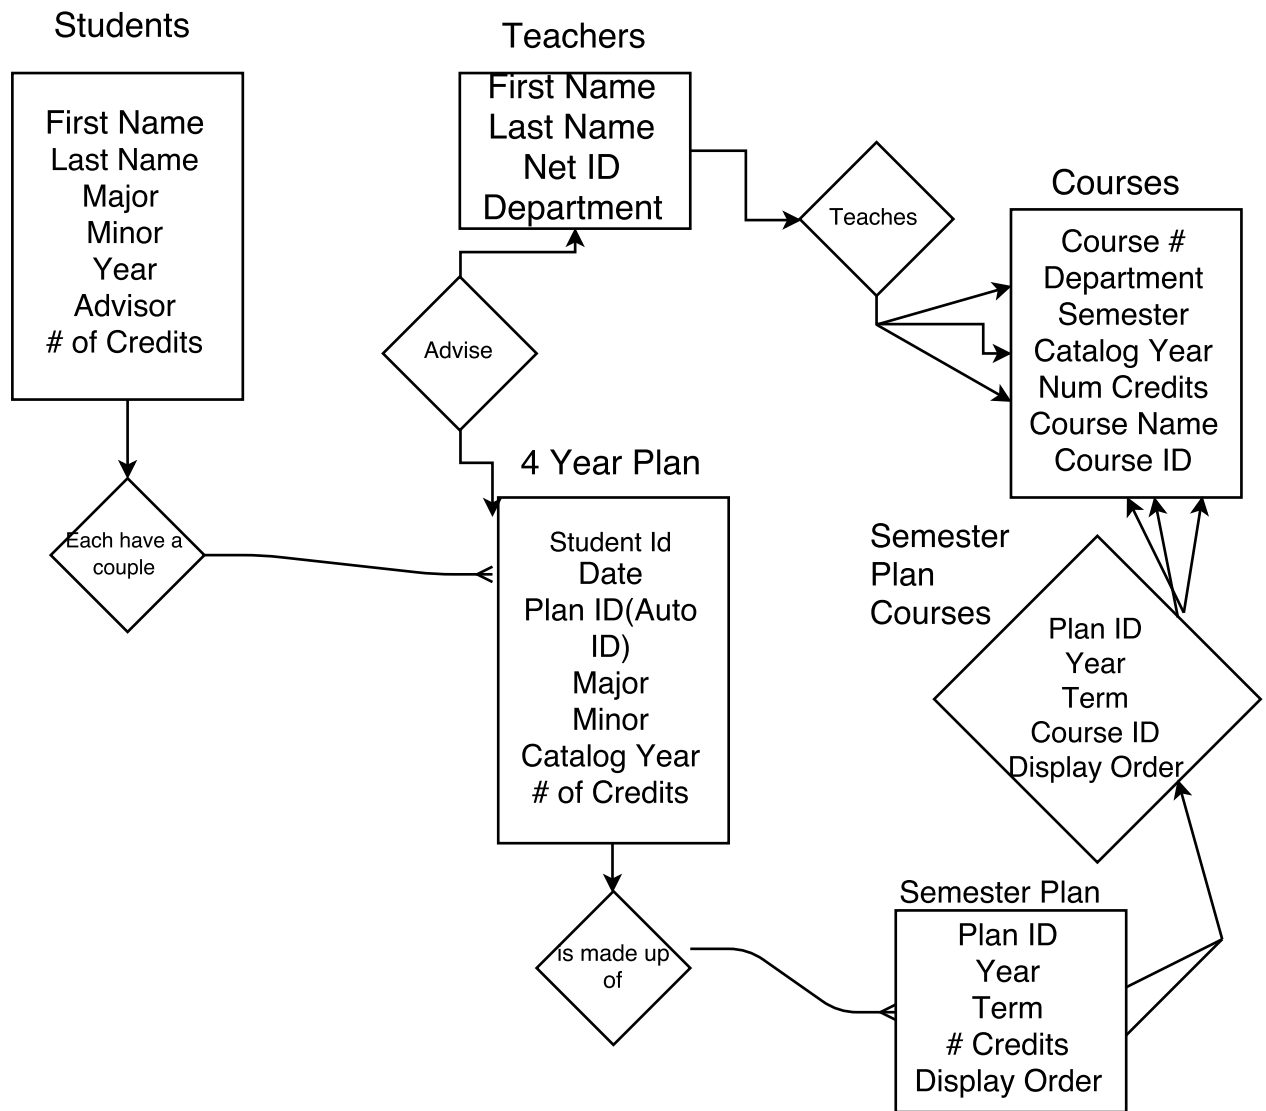 Students
First Name
Last Name
Major
Minor
Year
Advisor
# of Credits
Each have a
couple
Teachers
First Name
Last Name
Net ID
Department
Advise
Teaches
Courses
Course #
Department
Semester
Catalog Year
Num Credits
Course Name
Course ID
4 Year Plan
Student Id
Date
Plan ID(Auto
ID)
Major
Minor
Catalog Year
# of Credits
is made up
of
Semester
Plan
Courses
Plan ID
Year
Term
Course ID
Display Order
Semester Plan
Plan ID
Year
Term
# Credits
Display Order